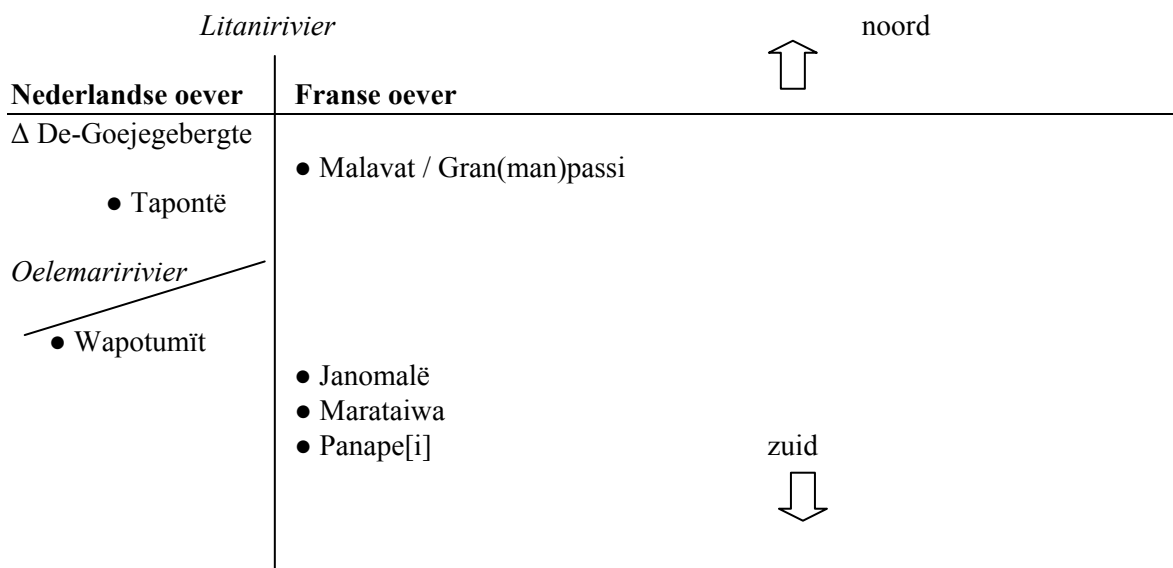 Litanirivier noord
Nederlandse oever Franse oever
Δ De-Goejegebergte
● Malavat / Gran(man)passi
● Tapontë
Oelemaririvier
● Wapotumït
● Janomalë
● Marataiwa
● Panape[i] zuid